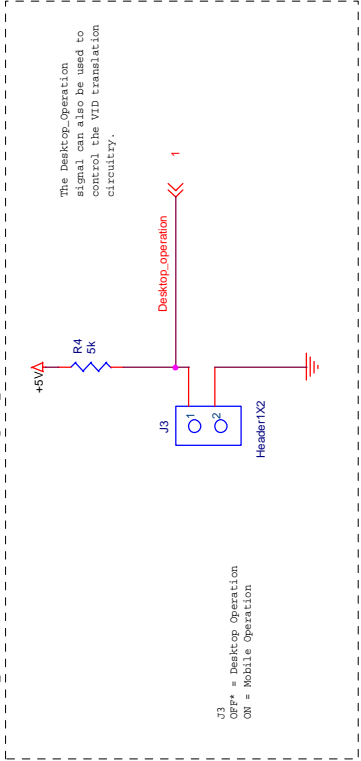 The Desktop_Operation
signal can also be used to
control the VID translation
circuitry.
+5V
R4
5k
Desktop_operation
1
J3
1
2
Header1X2
J3
OFF* = Desktop Operation
ON = Mobile Operation